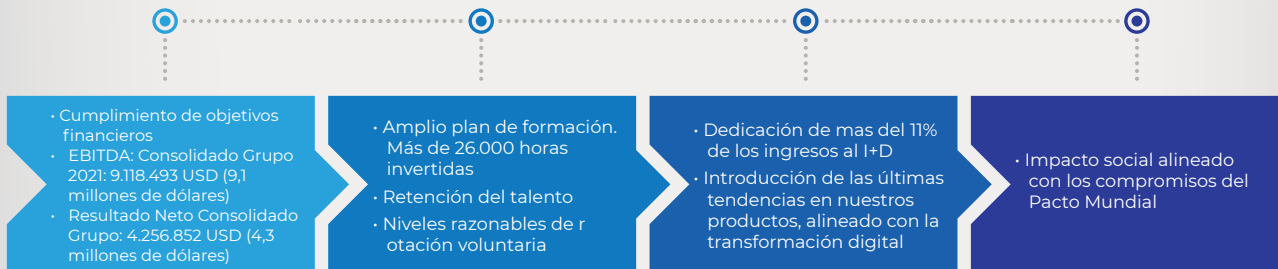 • Cumplimiento de objetivos
financieros
• EBITDA: Consolidado Grupo
2021: 9.118.493 USD (9,1
millones de dólares)
• Resultado Neto Consolidado
Grupo: 4.256.852 USD (4,3
millones de dólares)
• Amplio plan de formación.
Más de 26.000 horas
invertidas
• Retención del talento
• Niveles razonables de r
otación voluntaria
• Dedicación de mas del 11%
de los ingresos al I+D
• Introducción de las últimas
tendencias en nuestros
productos, alineado con la
transformación digital
• Impacto social alineado
con los compromisos del
Pacto Mundial